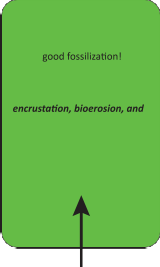 good fossilization!
encrustation, bioerosion, and